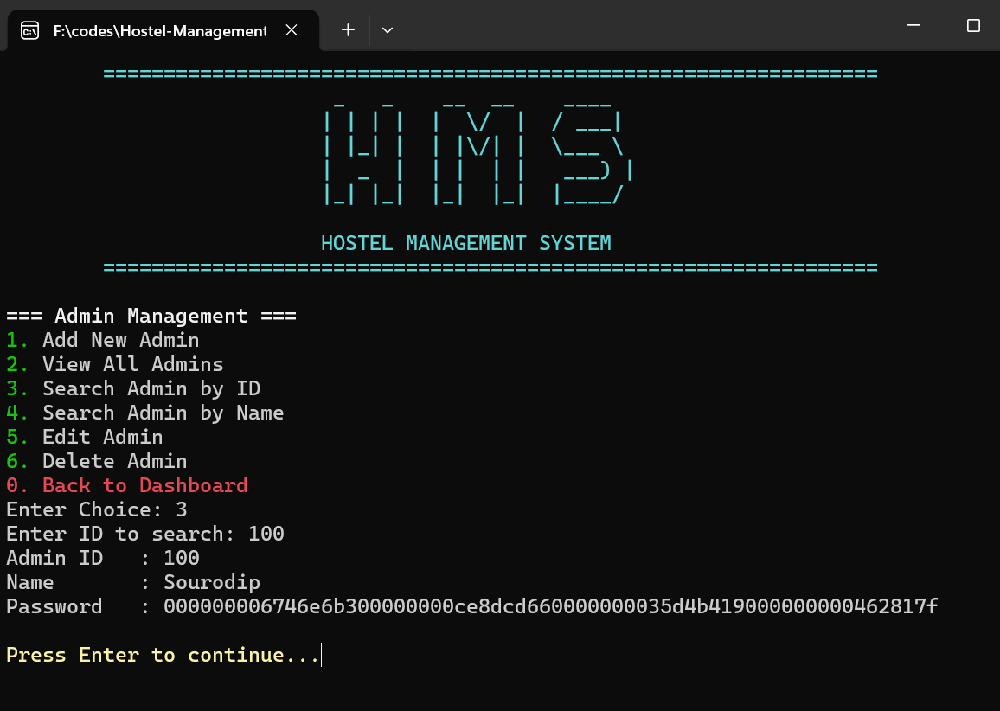 ================================================================
 _   _    __  __    ____
| | | |  |  \/  |  / ___|
| |_| |  | |\/| |  \___ \
|  _  |  | |  | |   ___) |
|_| |_|  |_|  |_|  |____/
HOSTEL MANAGEMENT SYSTEM
================================================================
=== Admin Management ===
1. Add New Admin
2. View All Admins
3. Search Admin by ID
4. Search Admin by Name
5. Edit Admin
6. Delete Admin
0. Back to Dashboard
Enter Choice: 3
Enter ID to search: 100
Admin ID   : 100
Name       : Sourodip
Password   : 000000006746e6b300000000ce8dcd660000000035d4b419000000000462817f
Press Enter to continue...